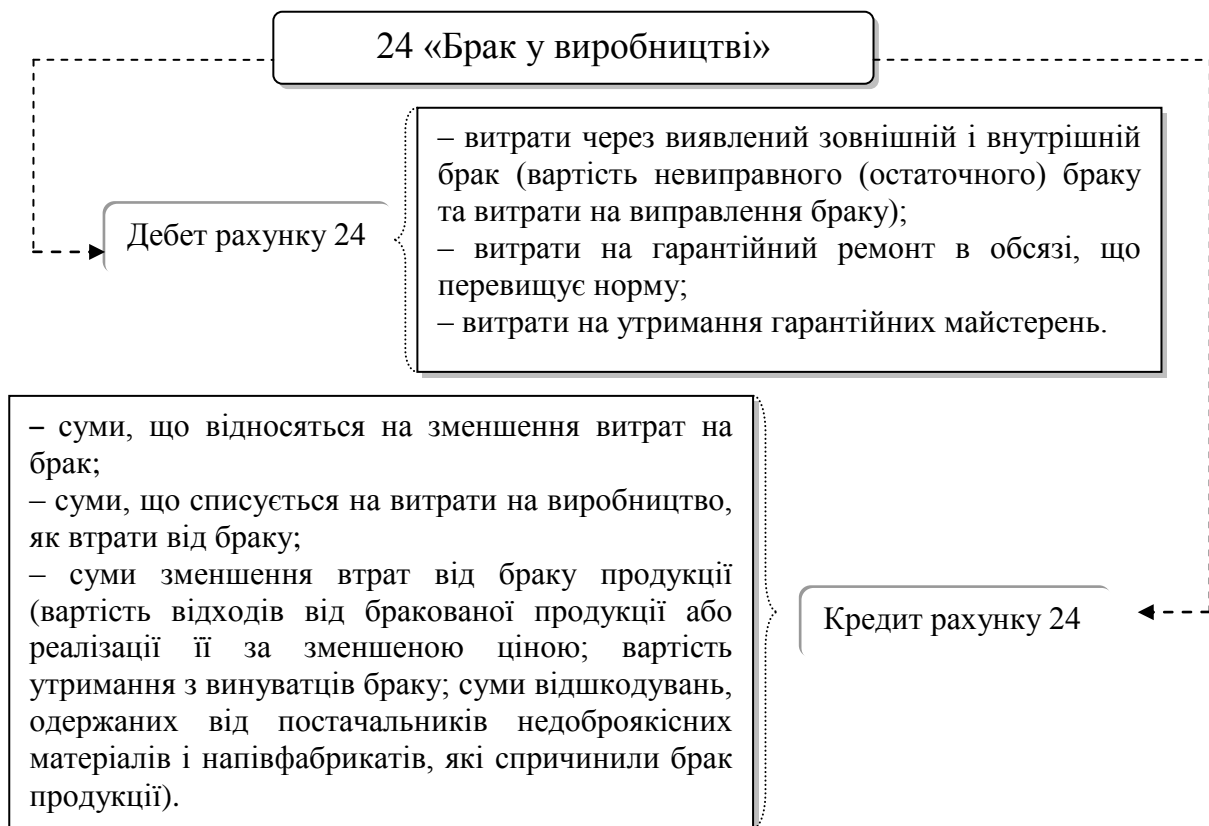 24 «Брак у виробництві»
– витрати через виявлений зовнішній і внутрішній
брак (вартість невиправного (остаточного) браку
та витрати на виправлення браку);
– витрати на гарантійний ремонт в обсязі, що
перевищує норму;
– витрати на утримання гарантійних майстерень.
Дебет рахунку 24
– суми, що відносяться на зменшення витрат на
брак;
– суми, що списується на витрати на виробництво,
як втрати від браку;
– суми зменшення втрат від браку продукції
(вартість відходів від бракованої продукції або
реалізації її за зменшеною ціною; вартість
утримання з винуватців браку; суми відшкодувань,
одержаних від постачальників недоброякісних
матеріалів і напівфабрикатів, які спричинили брак
продукції).
Кредит рахунку 24